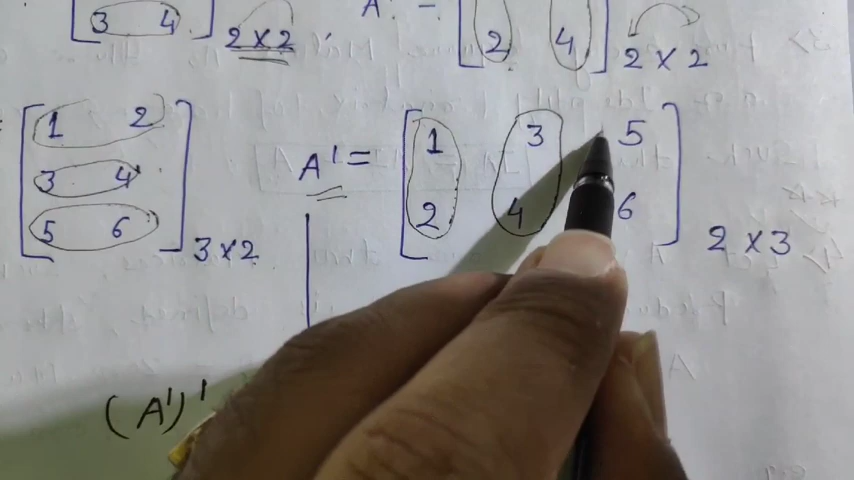 [3 4] 2×2 , A' = [2 4] 2×2
= [1 2 A' = [1 3 5
3 4
5 6] 3×2 2 4 6] 2×3
(A')'